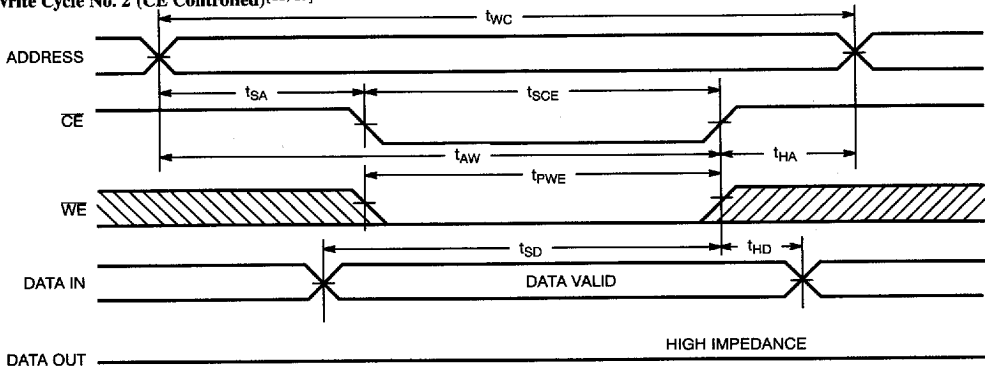 Write Cycle No. 2 (CE Controlled)
tWC
ADDRESS
tSA
tSCE
CE
tAW
tHA
tPWE
WE
tSD
tHD
DATA IN
DATA VALID
HIGH IMPEDANCE
DATA OUT